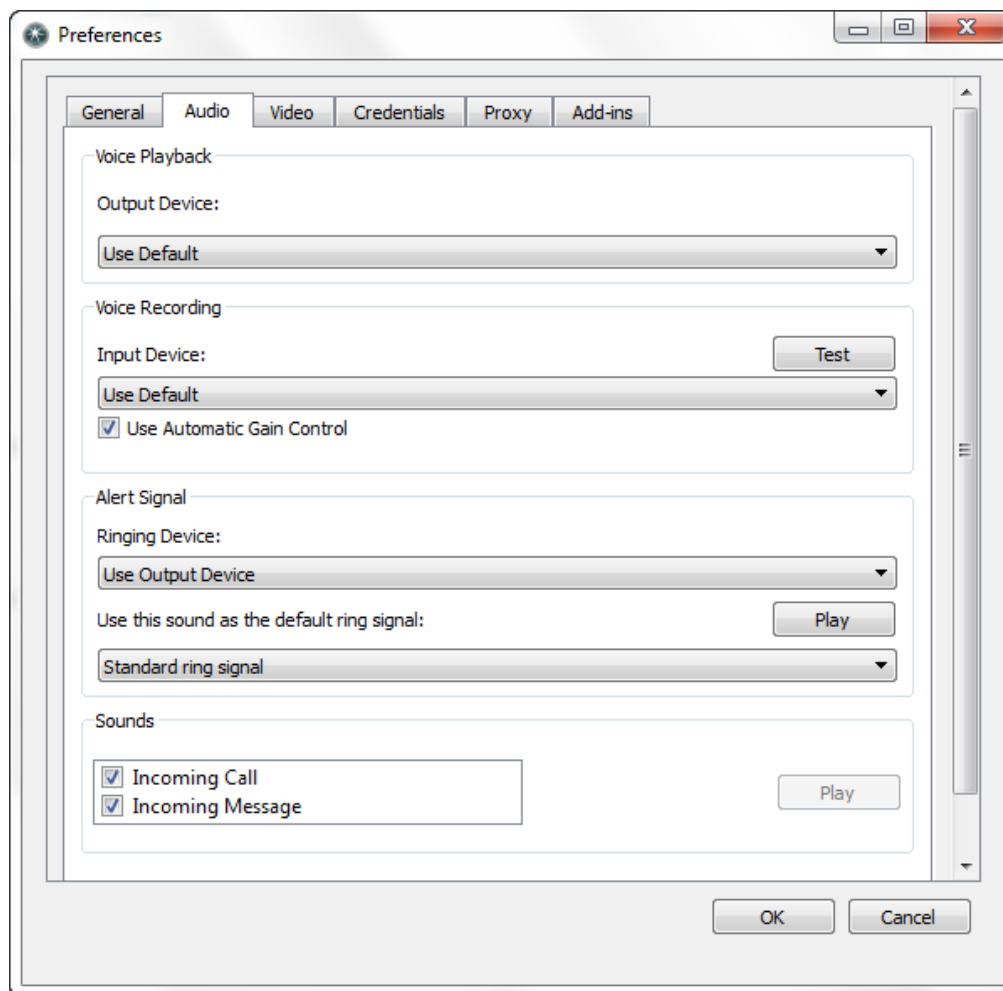 Preferences
General Audio Video Credentials Proxy Add-ins
Voice Playback
Output Device:
Use Default
Voice Recording
Input Device: Test
Use Default
Use Automatic Gain Control
Alert Signal
Ringing Device:
Use Output Device
Use this sound as the default ring signal: Play
Standard ring signal
Sounds
Incoming Call
Incoming Message
Play
OK Cancel